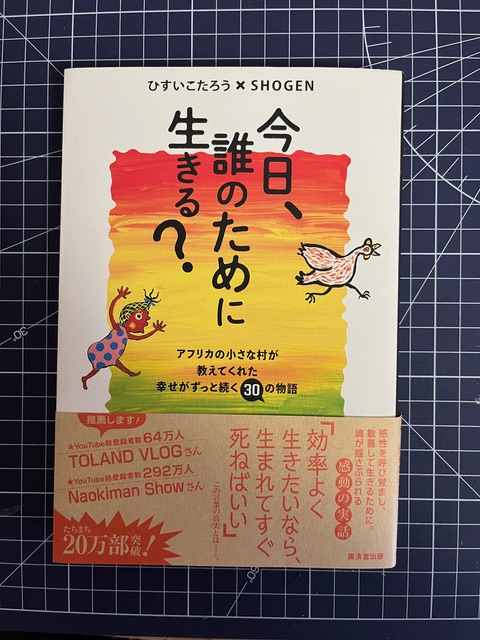 ひすいこたろう×SHOGEN
今日、
誰のために
生きる?
アフリカの小さな村が
教えてくれた
幸せがずっと続く30の物語
推薦します!
★YouTube総登録者数64万人
TOLAND VLOGさん
★YouTube総登録者数292万人
Naokiman Showさん
たちまち
20万部突破!
感性を呼び覚まし、
歓喜して生きるために。
魂が揺さぶられる
感動の実話
「効率よく
生きたいなら、
生まれてすぐ
死ねばいい」
この言葉の真実とは──
廣済堂出版
30
60